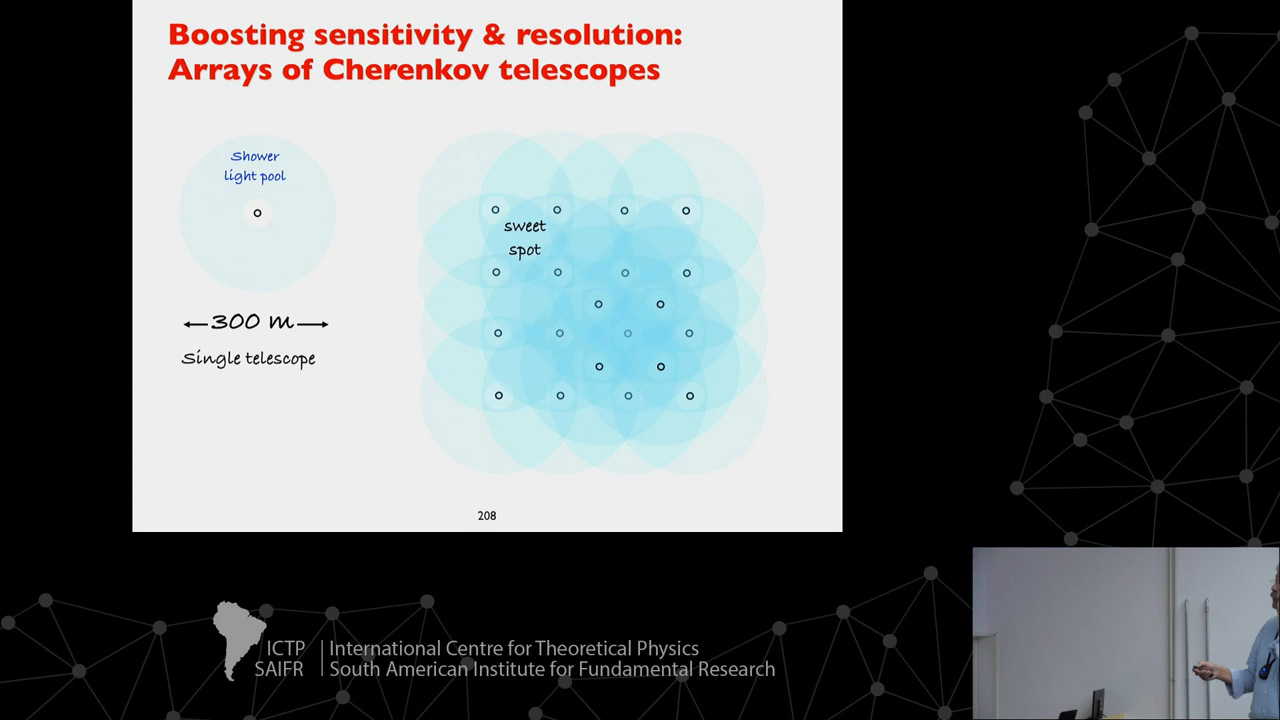 Boosting sensitivity & resolution:
Arrays of Cherenkov telescopes
Shower
light pool
300 m
Single telescope
sweet
spot
208
ICTP
SAIFR
International Centre for Theoretical Physics
South American Institute for Fundamental Research